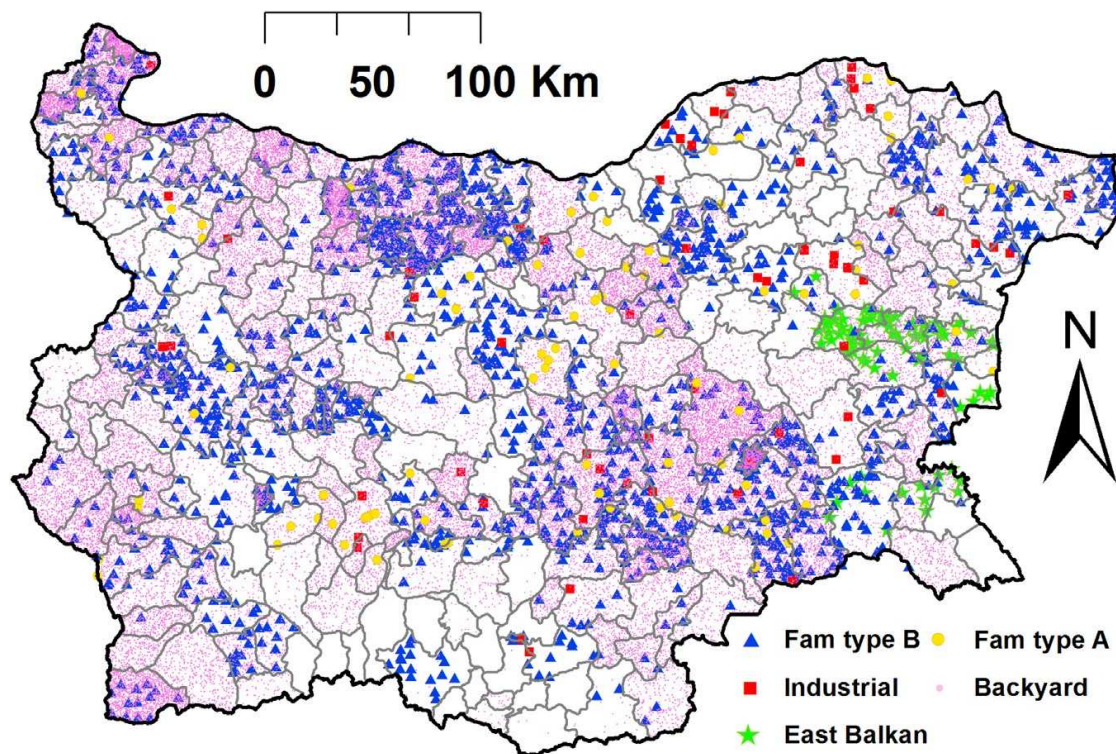 0 50 100 Km
N
Fam type B Fam type A
Industrial Backyard
East Balkan